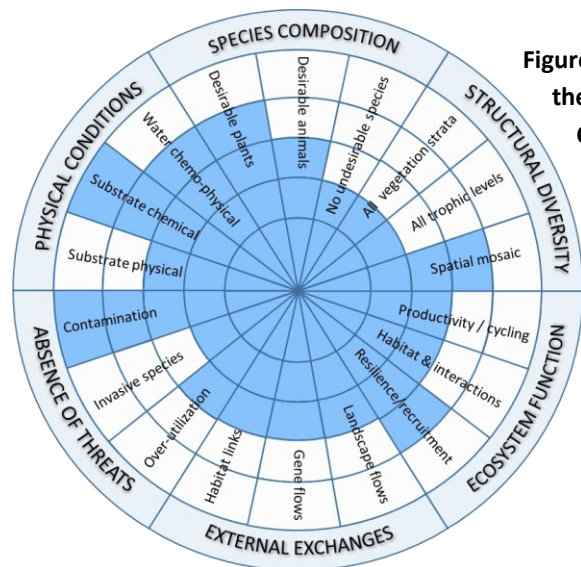 SPECIES COMPOSITION
STRUCTURAL DIVERSITY
ECOSYSTEM FUNCTION
EXTERNAL EXCHANGES
ABSENCE OF THREATS
PHYSICAL CONDITIONS
Desirable plants
Desirable animals
No undesirable species
All vegetation strata
All trophic levels
Spatial mosaic
Productivity / cycling
Habitat & interactions
Resilience/recruitment
Landscape flows
Gene flows
Habitat links
Over-utilization
Invasive species
Contamination
Substrate physical
Substrate chemical
Water chemo-physical
Figure
the